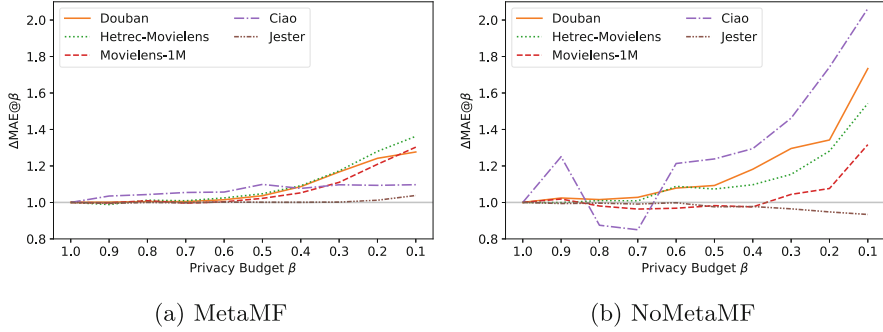 2.0
1.8
1.6
1.4
1.2
1.0
0.8
ΔMAE@β
Douban
Hetrec-Movielens
Movielens-1M
Ciao
Jester
1.0 0.9 0.8 0.7 0.6 0.5 0.4 0.3 0.2 0.1
Privacy Budget β
(a) MetaMF
2.0
1.8
1.6
1.4
1.2
1.0
0.8
ΔMAE@β
Douban
Hetrec-Movielens
Movielens-1M
Ciao
Jester
1.0 0.9 0.8 0.7 0.6 0.5 0.4 0.3 0.2 0.1
Privacy Budget β
(b) NoMetaMF